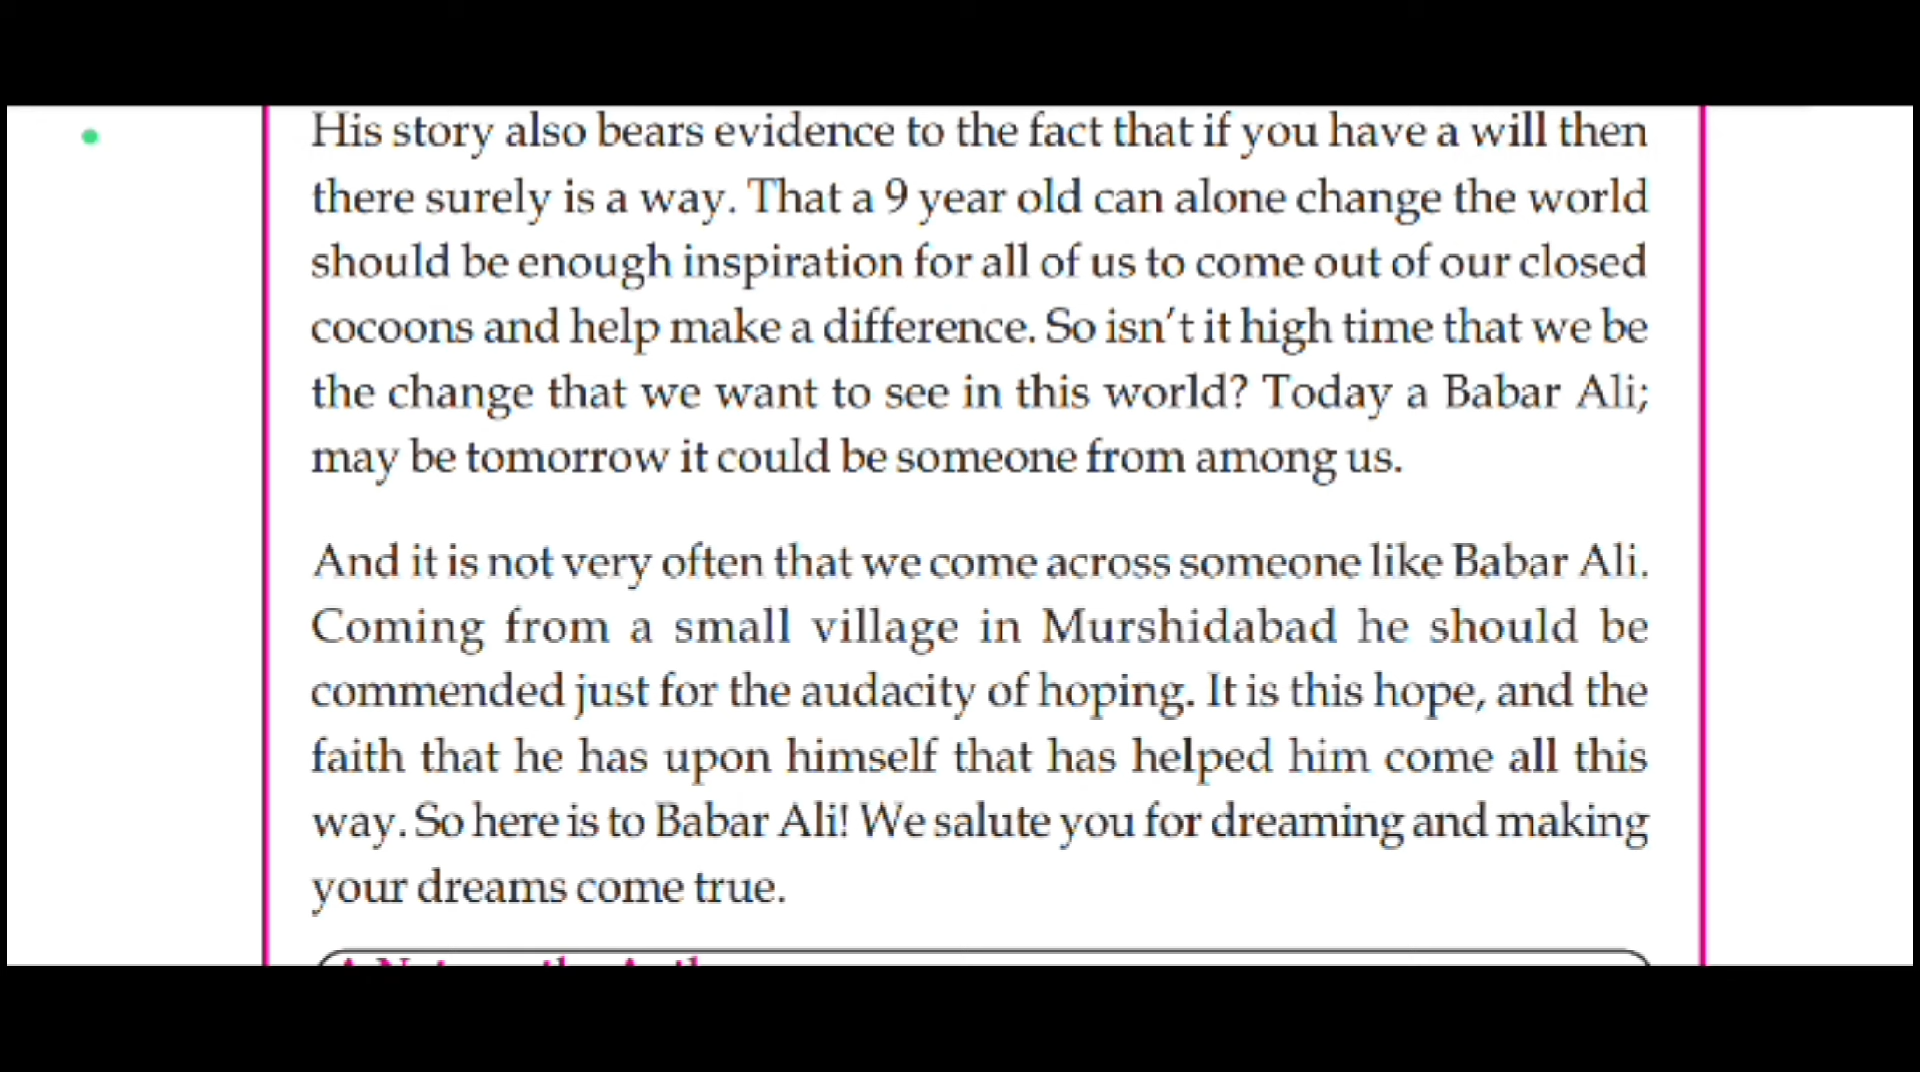 His story also bears evidence to the fact that if you have a will then
there surely is a way. That a 9 year old can alone change the world
should be enough inspiration for all of us to come out of our closed
cocoons and help make a difference. So isn't it high time that we be
the change that we want to see in this world? Today a Babar Ali;
may be tomorrow it could be someone from among us.
And it is not very often that we come across someone like Babar Ali.
Coming from a small village in Murshidabad he should be
commended just for the audacity of hoping. It is this hope, and the
faith that he has upon himself that has helped him come all this
way. So here is to Babar Ali! We salute you for dreaming and making
your dreams come true.